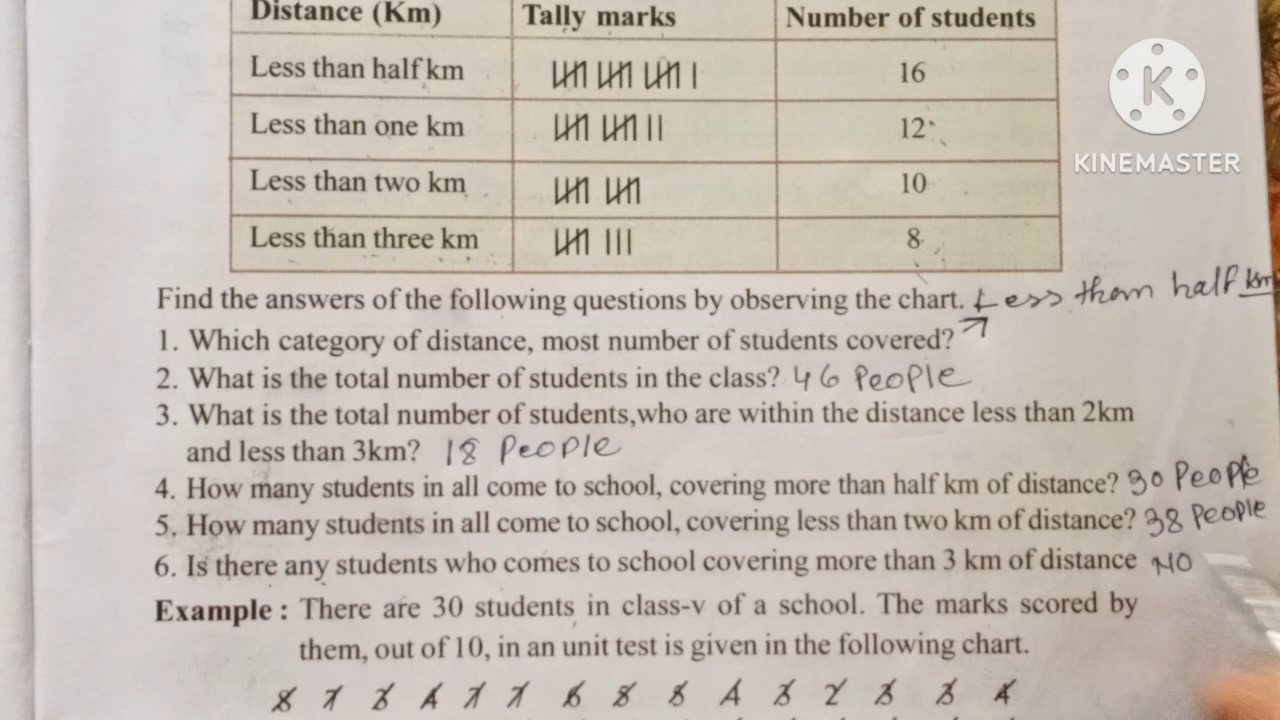 Distance (Km) Tally marks Number of students
Less than half km 16
Less than one km 12
Less than two km 10
Less than three km 8
K
KINEMASTER
Find the answers of the following questions by observing the chart. Less than half km
1. Which category of distance, most number of students covered?
2. What is the total number of students in the class? 46 People
3. What is the total number of students,who are within the distance less than 2km
and less than 3km? 18 People
4. How many students in all come to school, covering more than half km of distance? 30 People
5. How many students in all come to school, covering less than two km of distance? 38 People
6. Is there any students who comes to school covering more than 3 km of distance NO
Example : There are 30 students in class-v of a school. The marks scored by
them, out of 10, in an unit test is given in the following chart.